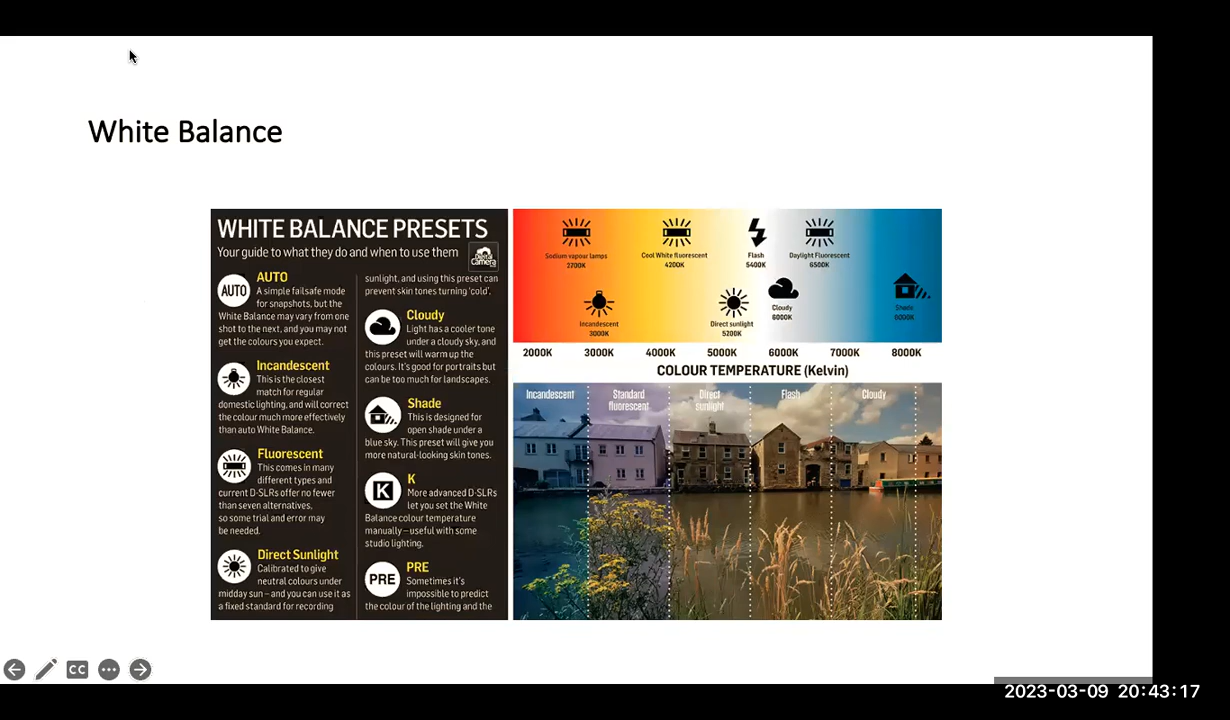 White Balance
WHITE BALANCE PRESETS
Your guide to what they do and when to use them
Digital
camera
AUTO
AUTO
A simple failsafe mode
for snapshots, but the
White Balance may vary from one
shot to the next, and you may not
get the colours you expect.
Incandescent
This is the closest
match for regular
domestic lighting, and will correct
the colour much more effectively
than auto White Balance.
Fluorescent
This comes in many
different types and
current D-SLRs offer no fewer
than seven alternatives,
so some trial and error may
be needed.
Direct Sunlight
Calibrated to give
neutral colours under
midday sun – and you can use it as
a fixed standard for recording
sunlight, and using this preset can
prevent skin tones turning 'cold'.
Cloudy
Light has a cooler tone
under a cloudy sky, and
this preset will warm up the
colours. It's good for portraits but
can be too much for landscapes.
Shade
This is designed for
open shade under a
blue sky. This preset will give you
more natural-looking skin tones.
K
K
More advanced D-SLRs
let you set the White
Balance colour temperature
manually – useful with some
studio lighting.
PRE
PRE
Sometimes it's
impossible to predict
the colour of the lighting and the
Sodium vapour lamps
2700K
Cool White fluorescent
4200K
Flash
5400K
Daylight Fluorescent
6500K
Incandescent
3000K
Direct sunlight
5200K
Cloudy
6000K
Shade
8000K
2000K 3000K 4000K 5000K 6000K 7000K 8000K
COLOUR TEMPERATURE (Kelvin)
Incandescent
Standard
fluorescent
Direct
sunlight
Flash
Cloudy
CC
2023-03-09 20:43:17